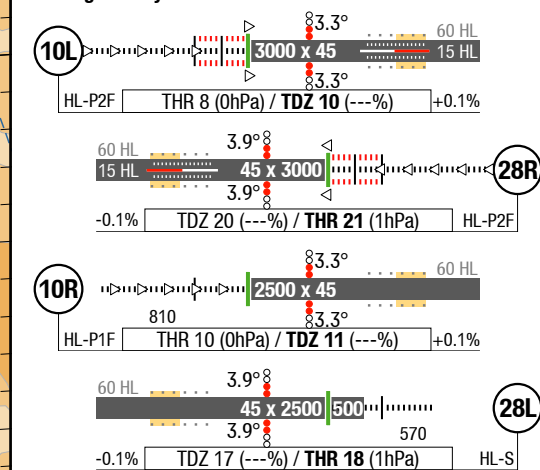 3.3°
60 HL
10L
3000 x 45
15 HL
3.3°
HL-P2F
THR 8 (0hPa) / TDZ 10 (---%)
+0.1%
60 HL
3.9°
15 HL
45 x 3000
28R
3.9°
-0.1%
TDZ 20 (---%) / THR 21 (1hPa)
HL-P2F
3.3°
60 HL
10R
2500 x 45
810
3.3°
HL-P1F
THR 10 (0hPa) / TDZ 11 (---%)
+0.1%
60 HL
3.9°
45 x 2500
500
28L
3.9°
570
-0.1%
TDZ 17 (---%) / THR 18 (1hPa)
HL-S